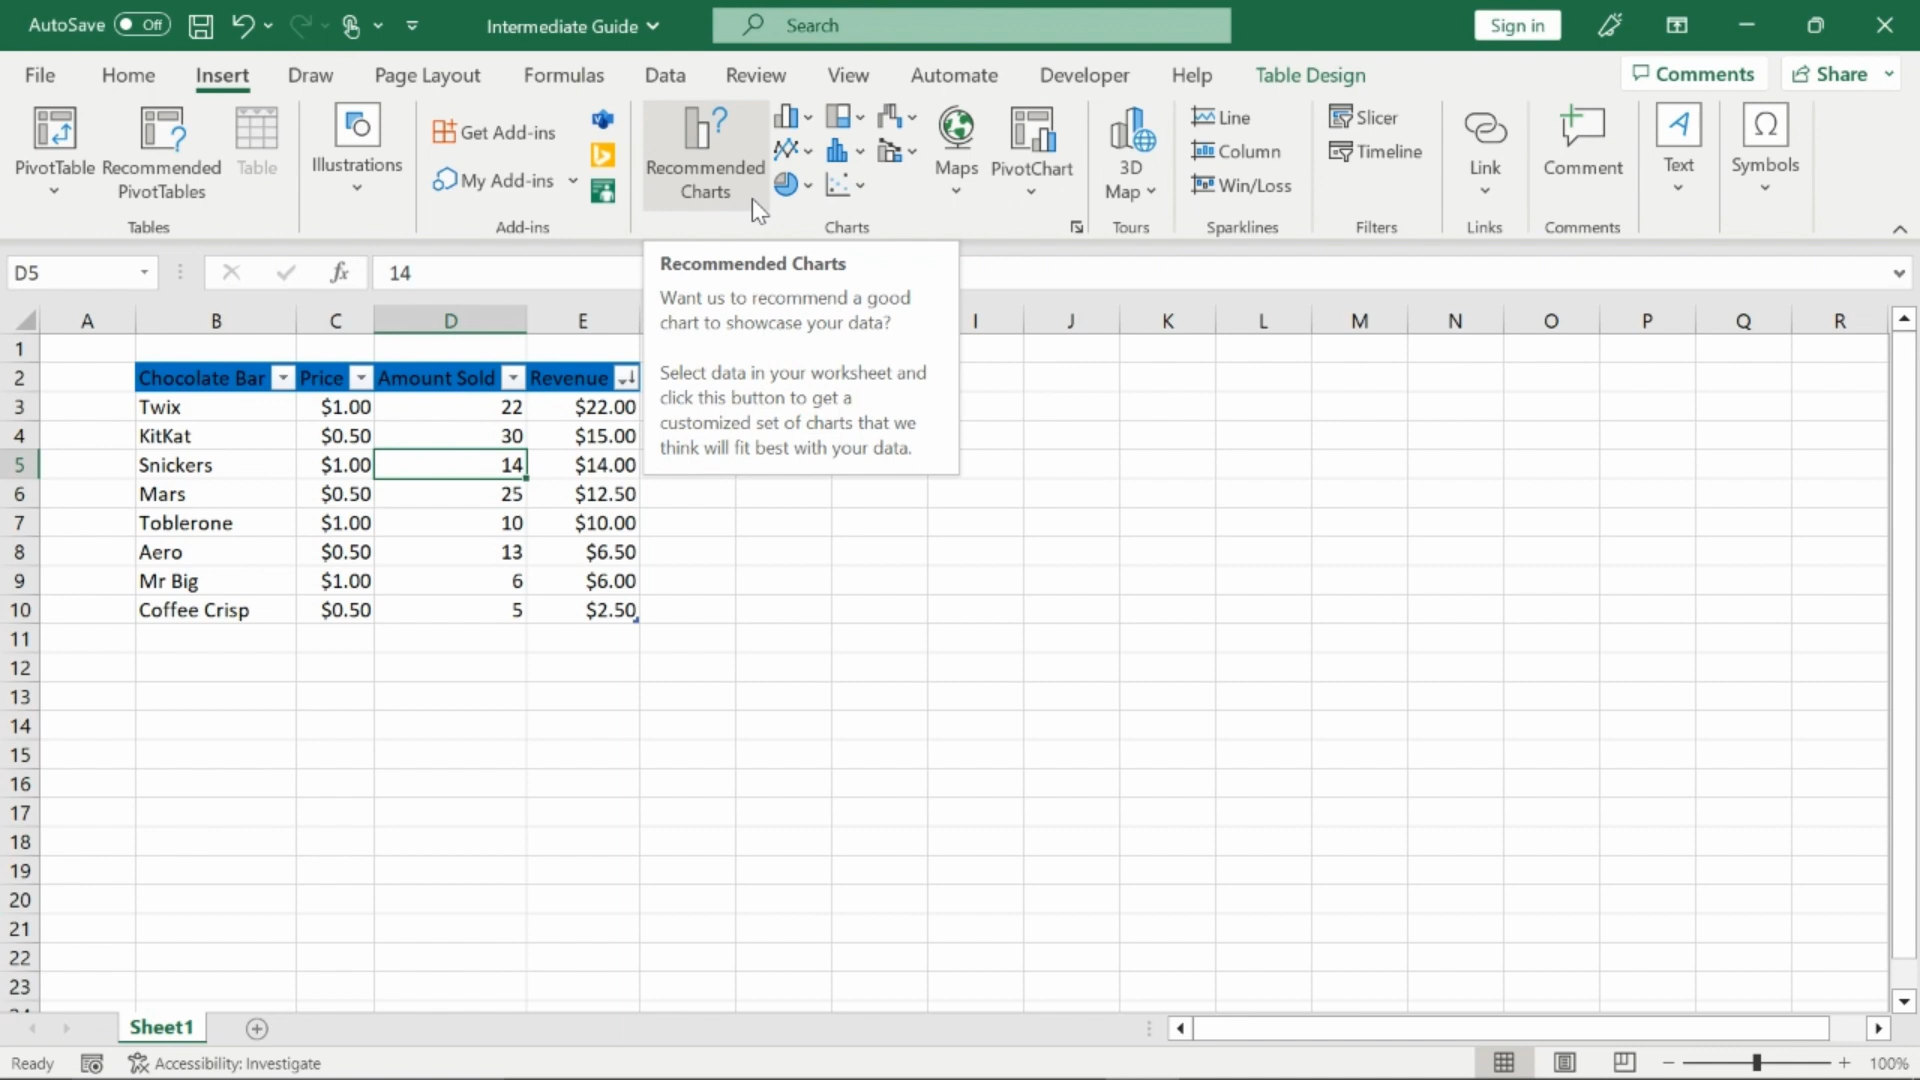 AutoSave Off Intermediate Guide Search Sign in
File Home Insert Draw Page Layout Formulas Data Review View Automate Developer Help Table Design Comments Share
PivotTable
Recommended
PivotTables
Table
Tables
Illustrations
Get Add-ins
My Add-ins
Add-ins
Recommended
Charts
Maps
PivotChart
Charts
3D
Map
Tours
Line
Column
Win/Loss
Sparklines
Slicer
Timeline
Filters
Link
Links
Comment
Comments
Text
Symbols
D5 fx 14
Recommended Charts
Want us to recommend a good
chart to showcase your data?
Select data in your worksheet and
click this button to get a
customized set of charts that we
think will fit best with your data.
A B C D E I J K L M N O P Q R
1
2 Chocolate Bar Price Amount Sold Revenue
3 Twix $1.00 22 $22.00
4 KitKat $0.50 30 $15.00
5 Snickers $1.00 14 $14.00
6 Mars $0.50 25 $12.50
7 Toblerone $1.00 10 $10.00
8 Aero $0.50 13 $6.50
9 Mr Big $1.00 6 $6.00
10 Coffee Crisp $0.50 5 $2.50
11
12
13
14
15
16
17
18
19
20
21
22
23
Sheet1
Ready Accessibility: Investigate 100%